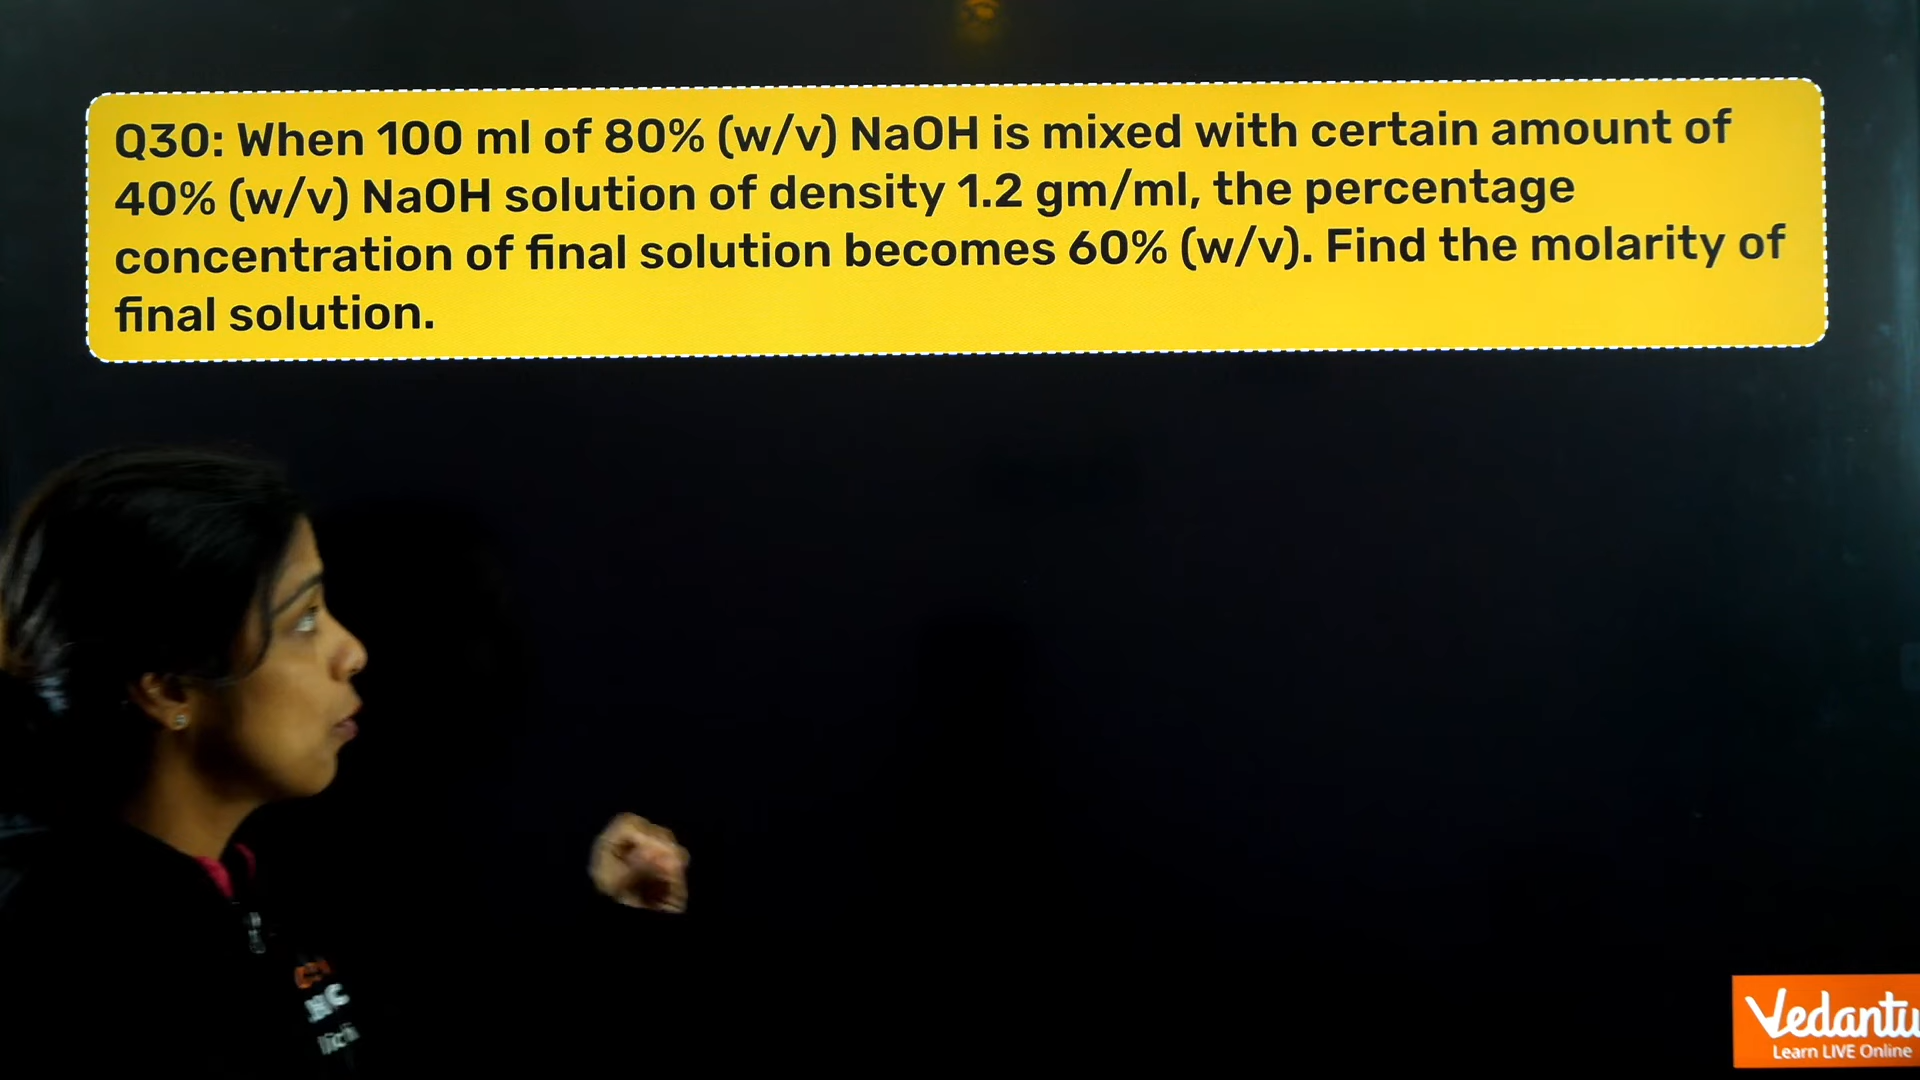 Q30: When 100 ml of 80% (w/v) NaOH is mixed with certain amount of
40% (w/v) NaOH solution of density 1.2 gm/ml, the percentage
concentration of final solution becomes 60% (w/v). Find the molarity of
final solution.
Vedantu
Learn LIVE Online